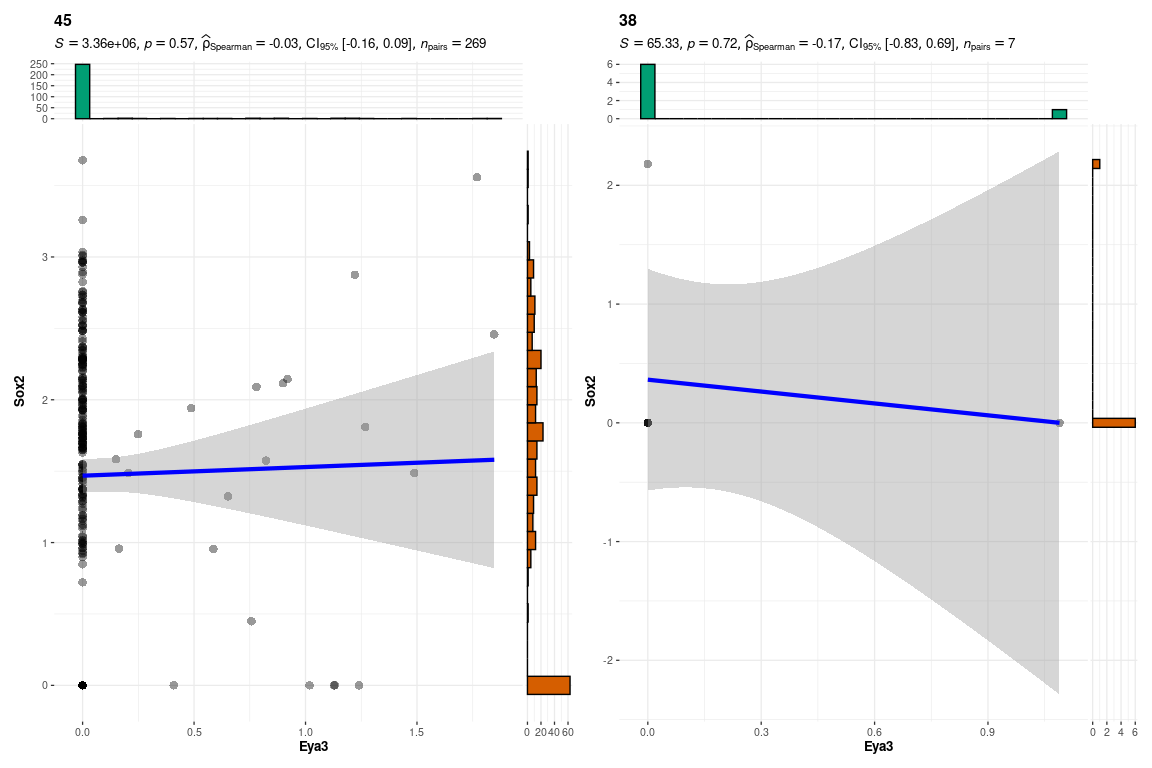 45
S = 3.36e+06, p = 0.57, ρ̂Spearman = -0.03, CI95% [-0.16, 0.09], npairs = 269
250
200
150
100
50
0
3
2
1
0
Sox2
0.0 0.5 1.0 1.5
Eya3
0 20 40 60
38
S = 65.33, p = 0.72, ρ̂Spearman = -0.17, CI95% [-0.83, 0.69], npairs = 7
6
4
2
0
2
1
0
-1
-2
Sox2
0.0 0.3 0.6 0.9
Eya3
0 2 4 6